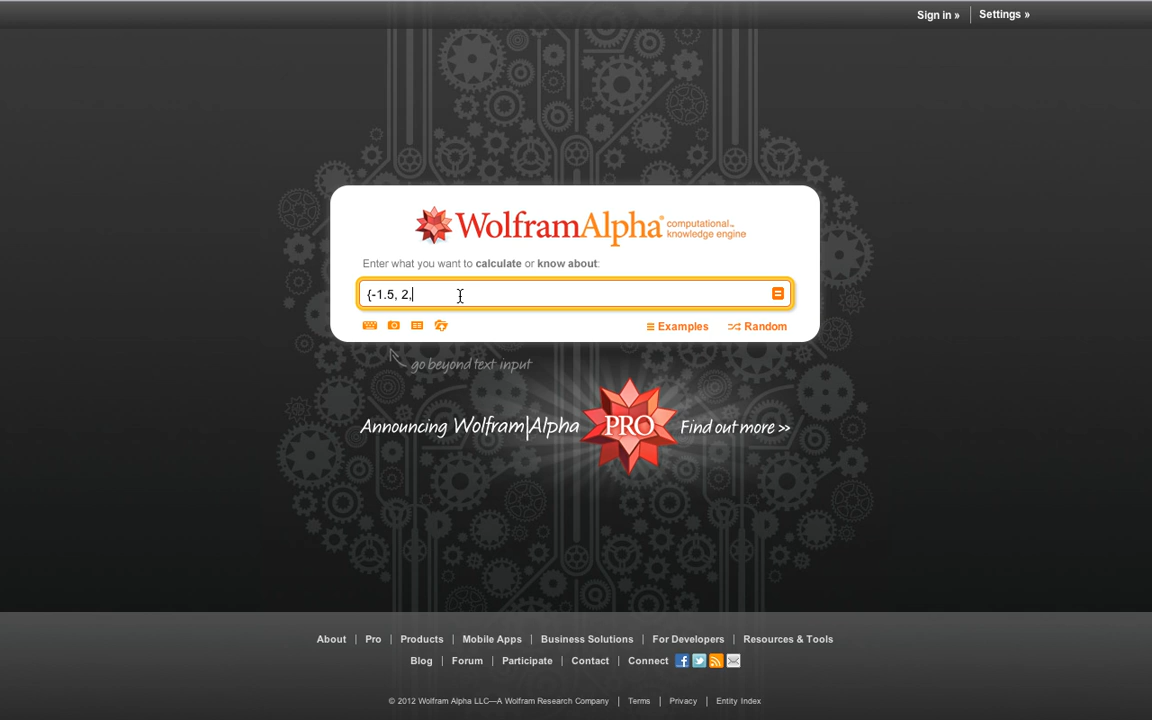 Sign in » Settings »
WolframAlpha® computational™ knowledge engine
Enter what you want to calculate or know about:
{-1.5, 2,
Examples Random
go beyond text input
Announcing Wolfram|Alpha PRO Find out more >>
About | Pro | Products | Mobile Apps | Business Solutions | For Developers | Resources & Tools
Blog | Forum | Participate | Contact | Connect
© 2012 Wolfram Alpha LLC—A Wolfram Research Company | Terms | Privacy | Entity Index